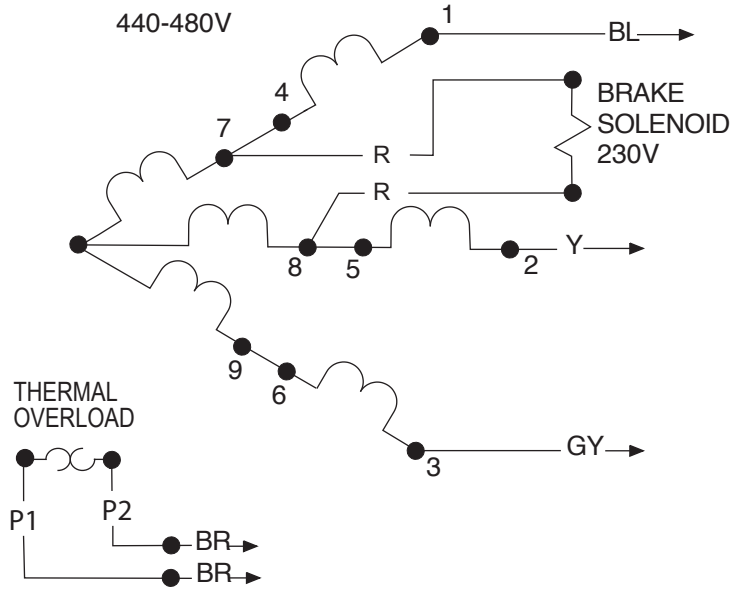 440-480V
1
BL
4
BRAKE
SOLENOID
230V
7
R
R
8
5
2
Y
9
6
THERMAL
OVERLOAD
3
GY
P1
P2
BR
BR